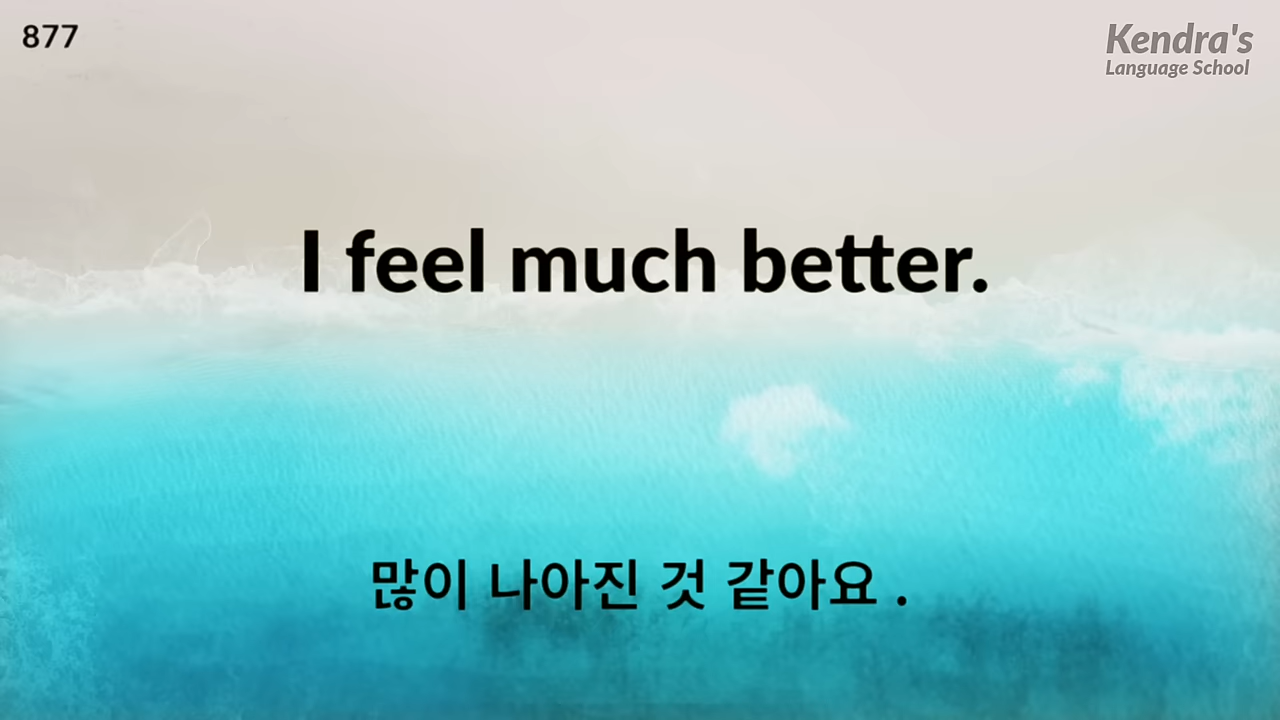 877
Kendra's
Language School
I feel much better.
많이 나아진 것 같아요 .